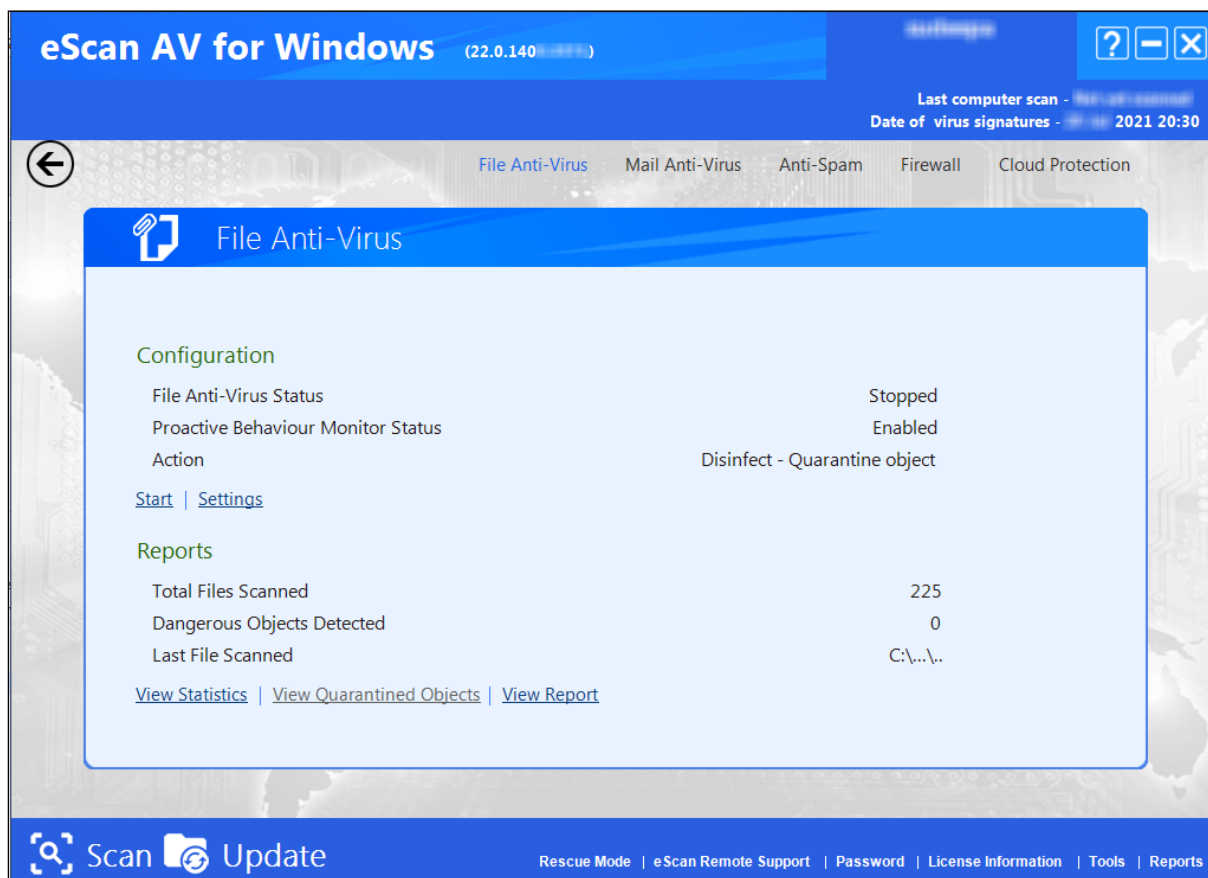 eScan AV for Windows (22.0.140 )
Last computer scan -
Date of virus signatures - 2021 20:30
File Anti-Virus Mail Anti-Virus Anti-Spam Firewall Cloud Protection
File Anti-Virus
Configuration
File Anti-Virus Status Stopped
Proactive Behaviour Monitor Status Enabled
Action Disinfect - Quarantine object
Start | Settings
Reports
Total Files Scanned 225
Dangerous Objects Detected 0
Last File Scanned C:\...\..
View Statistics | View Quarantined Objects | View Report
Scan Update
Rescue Mode | eScan Remote Support | Password | License Information | Tools | Reports